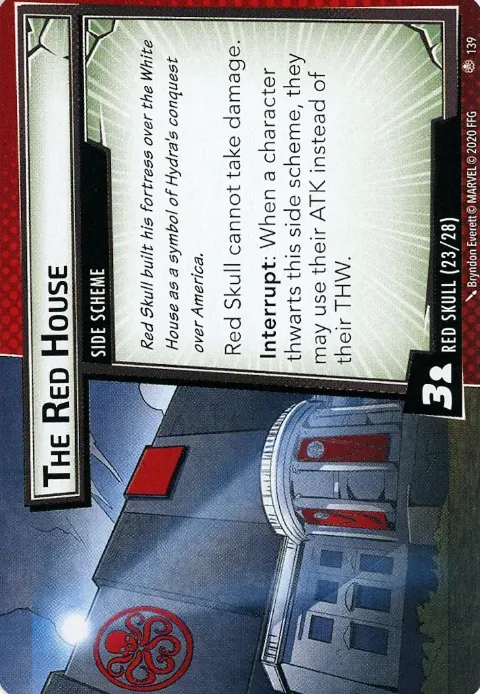 THE RED HOUSE
SIDE SCHEME
Red Skull built his fortress over the White
House as a symbol of Hydra's conquest
over America.
Red Skull cannot take damage.
Interrupt: When a character
thwarts this side scheme, they
may use their ATK instead of
their THW.
3
RED SKULL (23/28)
Bryndon Everett © MARVEL © 2020 FFG
139